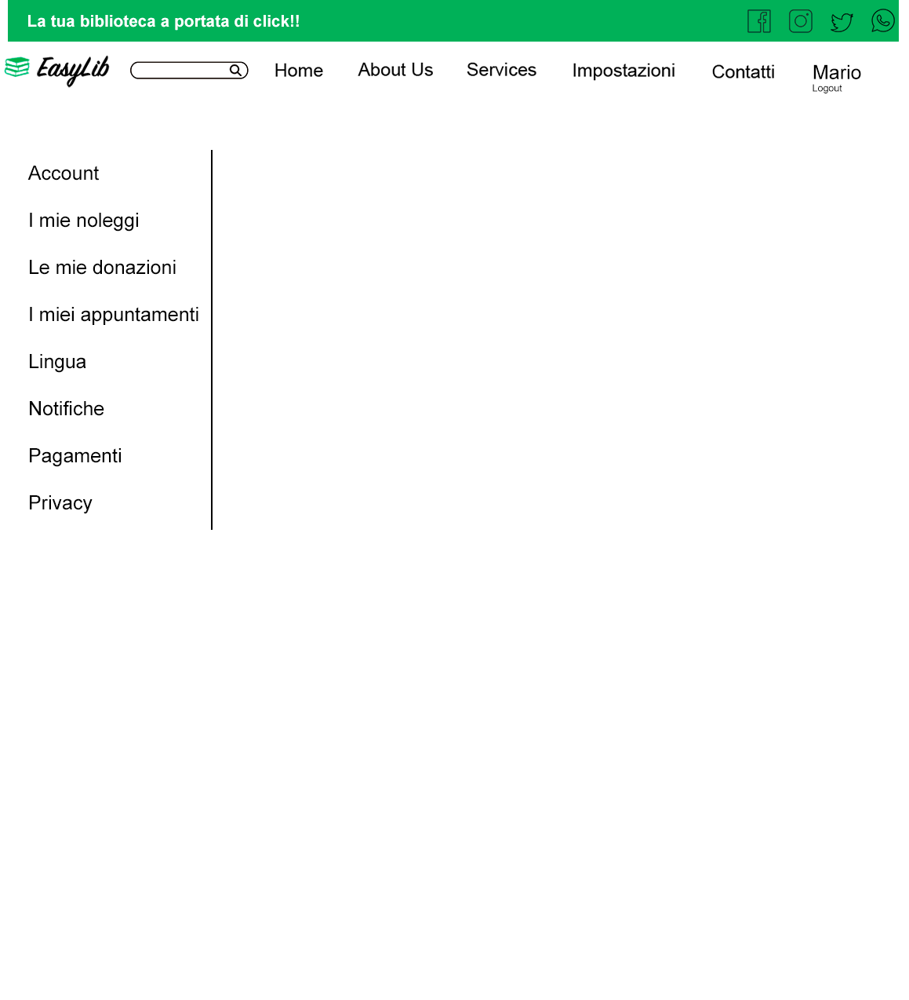 La tua biblioteca a portata di click!!
EasyLib
Home About Us Services Impostazioni Contatti Mario
Logout
Account
I mie noleggi
Le mie donazioni
I miei appuntamenti
Lingua
Notifiche
Pagamenti
Privacy